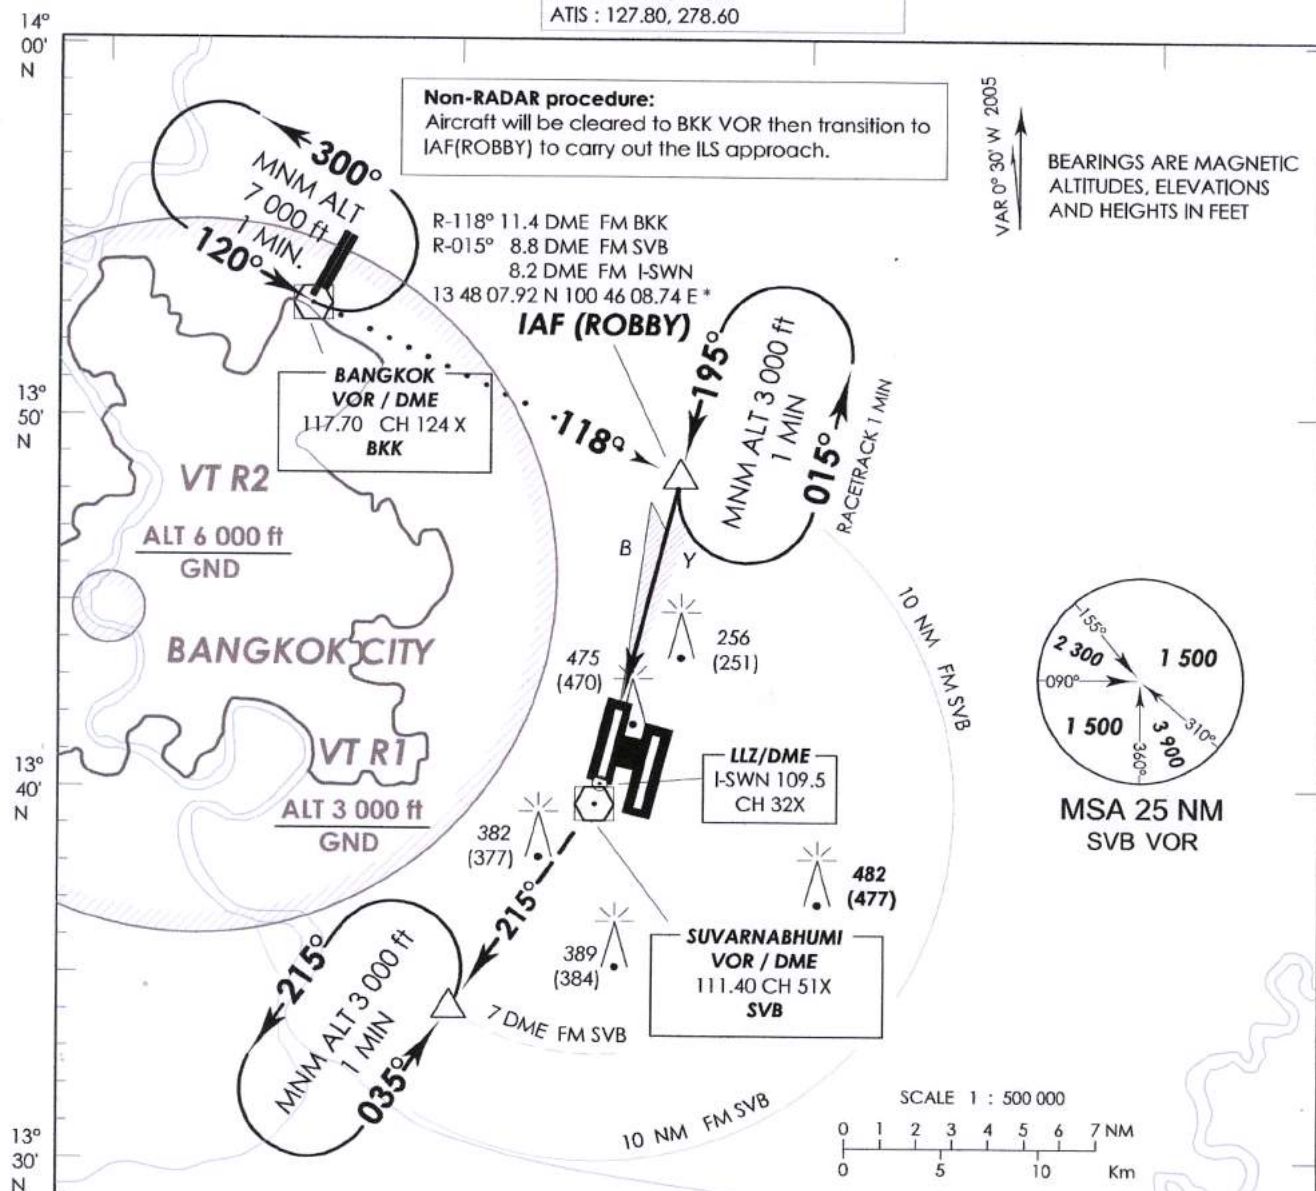 ATIS : 127.80, 278.60
14°
00'
N
Non-RADAR procedure:
Aircraft will be cleared to BKK VOR then transition to
IAF(ROBBY) to carry out the ILS approach.
VAR 0° 30' W 2005
BEARINGS ARE MAGNETIC
ALTITUDES, ELEVATIONS
AND HEIGHTS IN FEET
300°
MNM ALT
7 000 ft
1 MIN.
120°
R-118° 11.4 DME FM BKK
R-015° 8.8 DME FM SVB
8.2 DME FM I-SWN
13 48 07.92 N 100 46 08.74 E *
IAF (ROBBY)
195°
MNM ALT 3 000 ft
1 MIN
015°
RACETRACK 1 MIN
BANGKOK
VOR / DME
117.70 CH 124 X
BKK
118°
13°
50'
N
VT R2
ALT 6 000 ft
GND
B
Y
10 NM FM SVB
BANGKOK CITY
256
(251)
475
(470)
155°
2 300
1 500
090°
1 500
3 900
310°
360°
MSA 25 NM
SVB VOR
VT R1
ALT 3 000 ft
GND
LLZ/DME
I-SWN 109.5
CH 32X
13°
40'
N
382
(377)
482
(477)
215°
389
(384)
SUVARNABHUMI
VOR / DME
111.40 CH 51X
SVB
215°
MNM ALT 3 000 ft
1 MIN
035°
7 DME FM SVB
10 NM FM SVB
SCALE 1 : 500 000
0 1 2 3 4 5 6 7 NM
0 5 10 Km
13°
30'
N